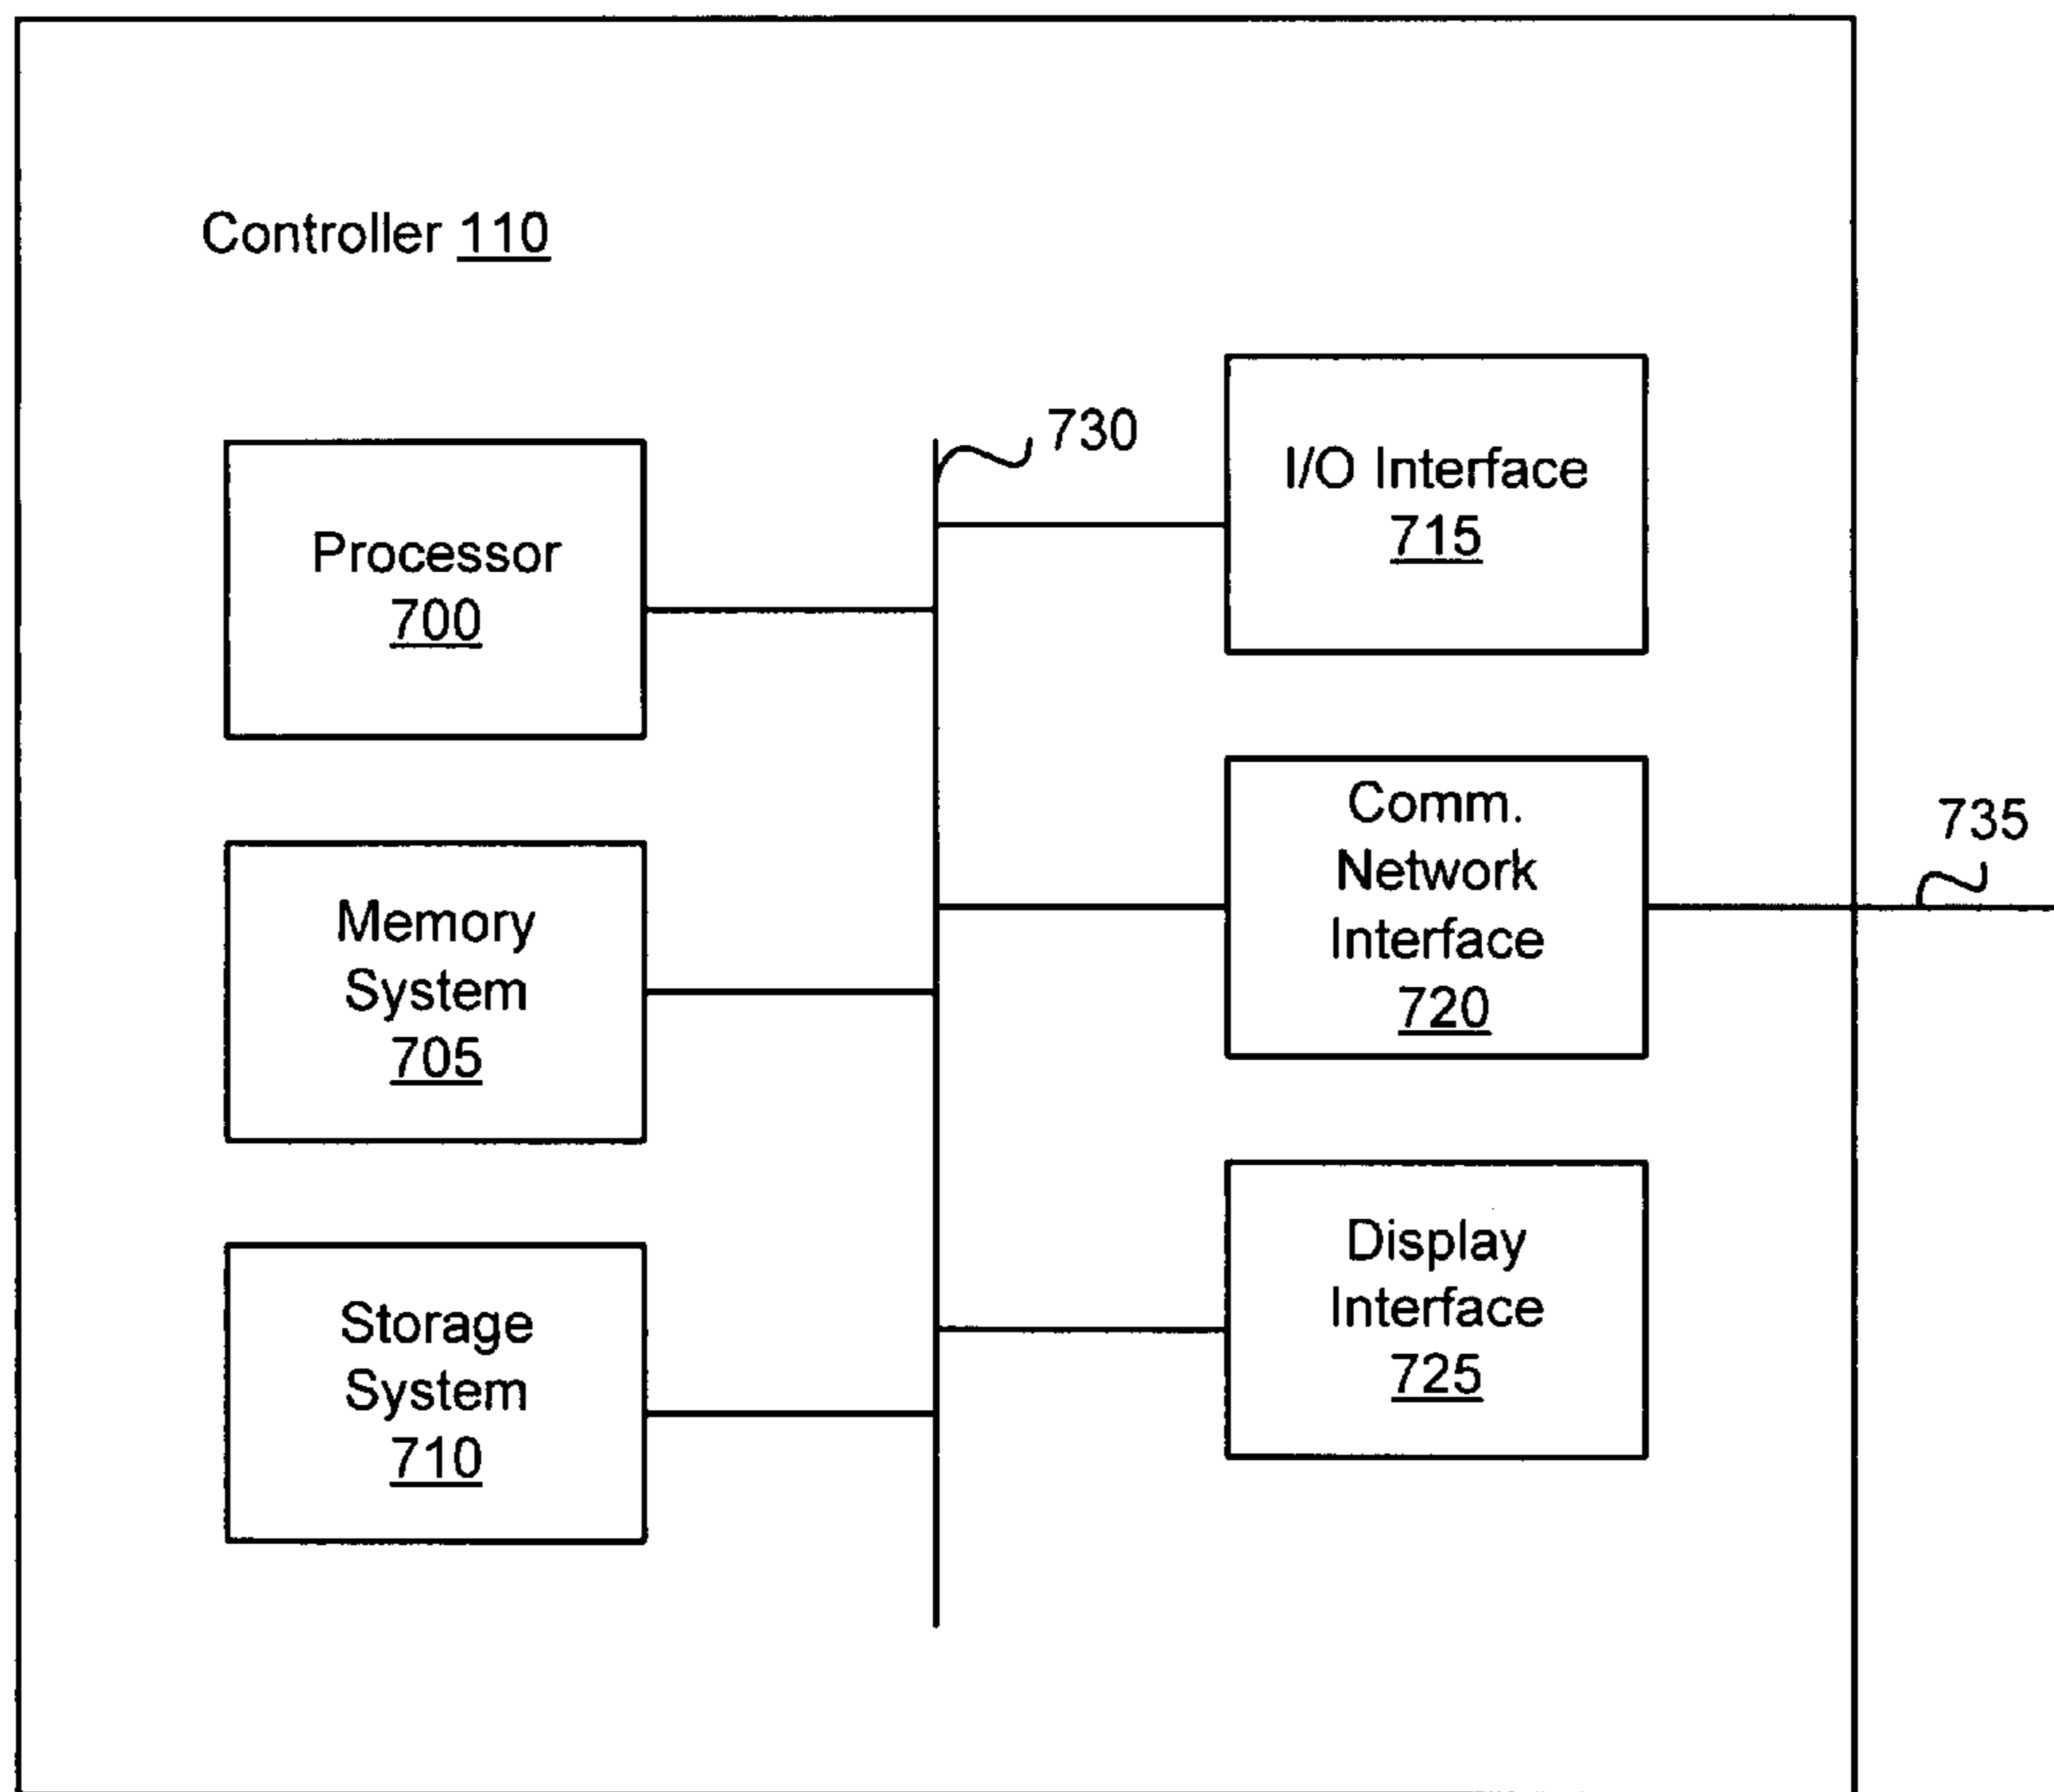 Controller 110
730
I/O Interface
715
Processor
700
Comm.
Network
Interface
720
735
Memory
System
705
Display
Interface
725
Storage
System
710